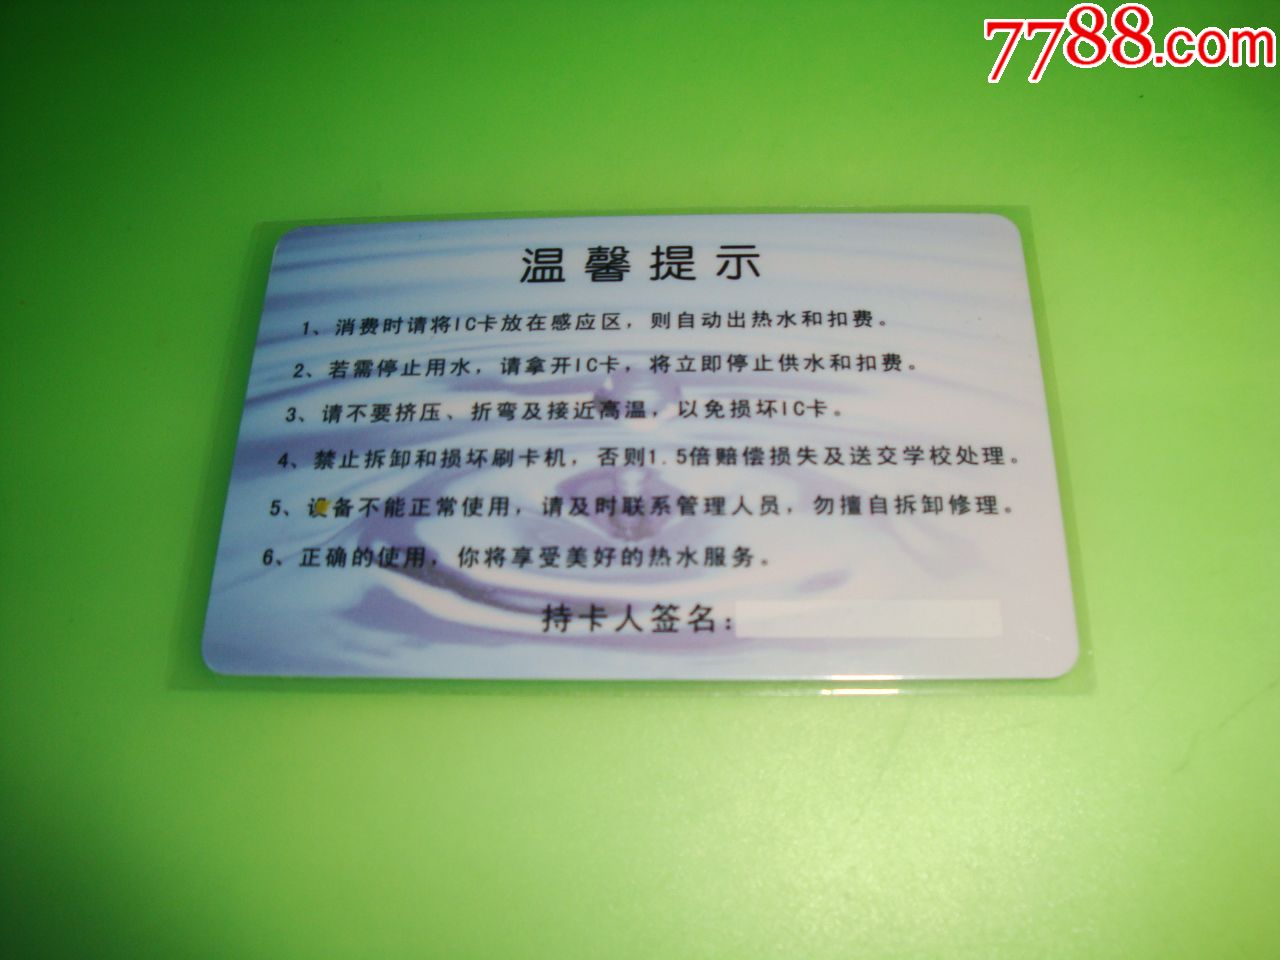 7788.com
温馨提示
1、消费时请将IC卡放在感应区，则自动出热水和扣费。
2、若需停止用水，请拿开IC卡，将立即停止供水和扣费。
3、请不要挤压、折弯及接近高温，以免损坏IC卡。
4、禁止拆卸和损坏刷卡机，否则1.5倍赔偿损失及送交学校处理。
5、设备不能正常使用，请及时联系管理人员，勿擅自拆卸修理。
6、正确的使用，你将享受美好的热水服务。
持卡人签名：